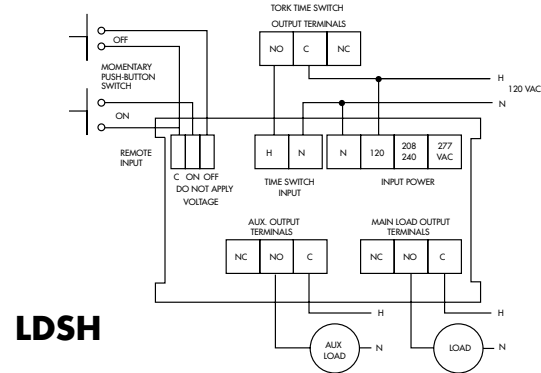 TORK TIME SWITCH
OUTPUT TERMINALS
NO C NC
OFF
MOMENTARY
PUSH-BUTTON
SWITCH
ON
H
120 VAC
N
REMOTE
INPUT
H N
N 120 208
240 277
VAC
C ON OFF
DO NOT APPLY
VOLTAGE
TIME SWITCH
INPUT
INPUT POWER
AUX. OUTPUT
TERMINALS
MAIN LOAD OUTPUT
TERMINALS
NC NO C
NC NO C
H
H
LDSH
AUX
LOAD
N
LOAD
N